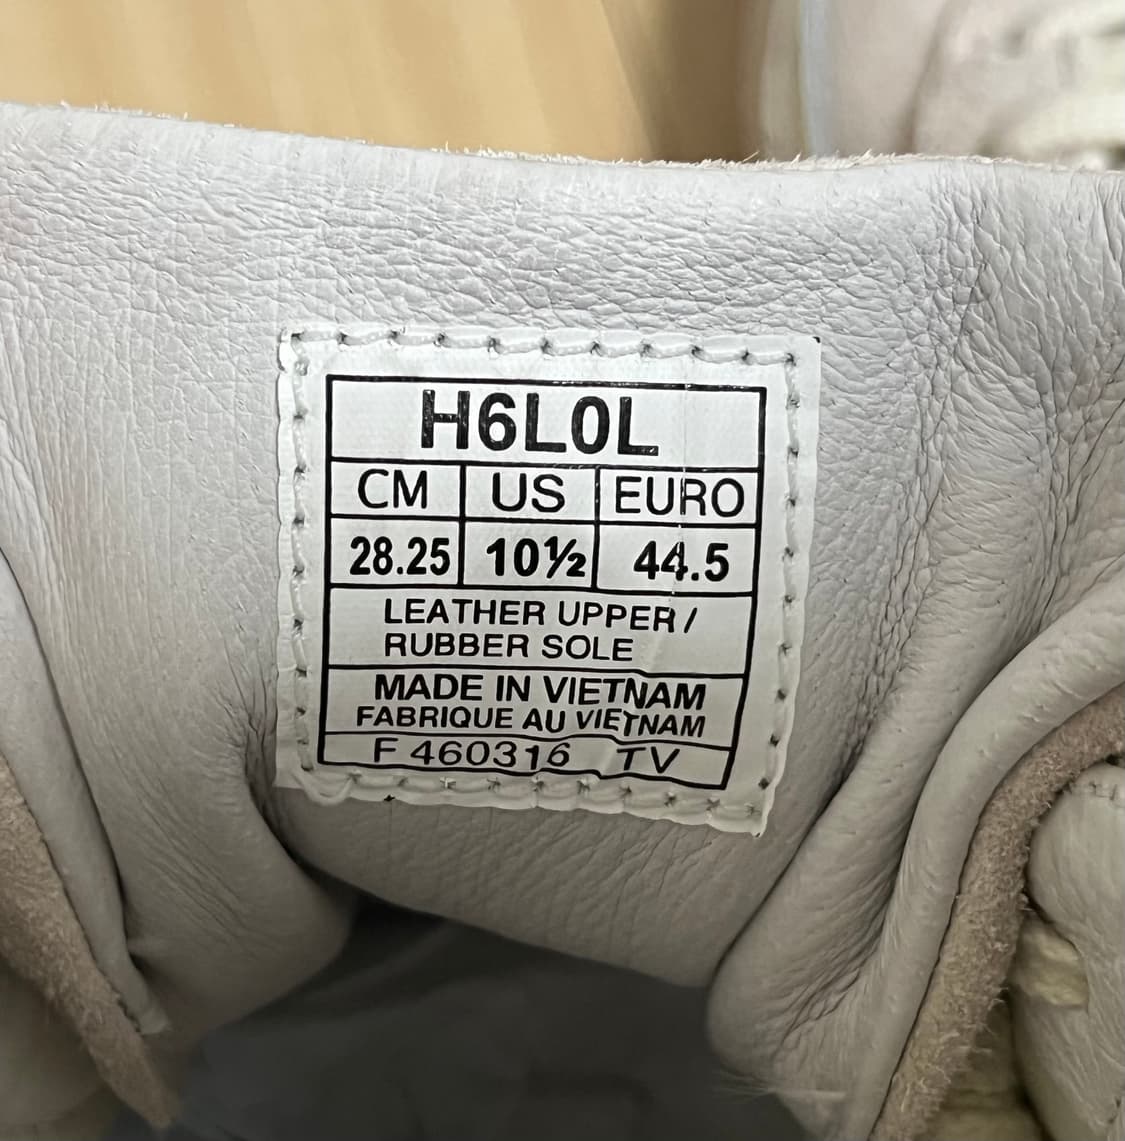 H6L0L
CM US EURO
28.25 10½ 44.5
LEATHER UPPER/
RUBBER SOLE
MADE IN VIETNAM
FABRIQUE AU VIETNAM
F 460316 TV